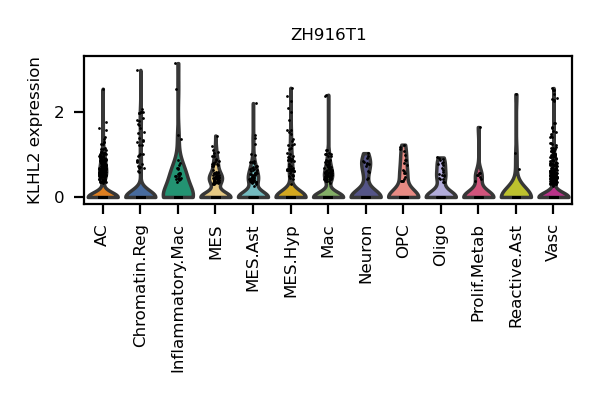 ZH916T1
KLHL2 expression
2
0
AC
Chromatin.Reg
Inflammatory.Mac
MES
MES.Ast
MES.Hyp
Mac
Neuron
OPC
Oligo
Prolif.Metab
Reactive.Ast
Vasc